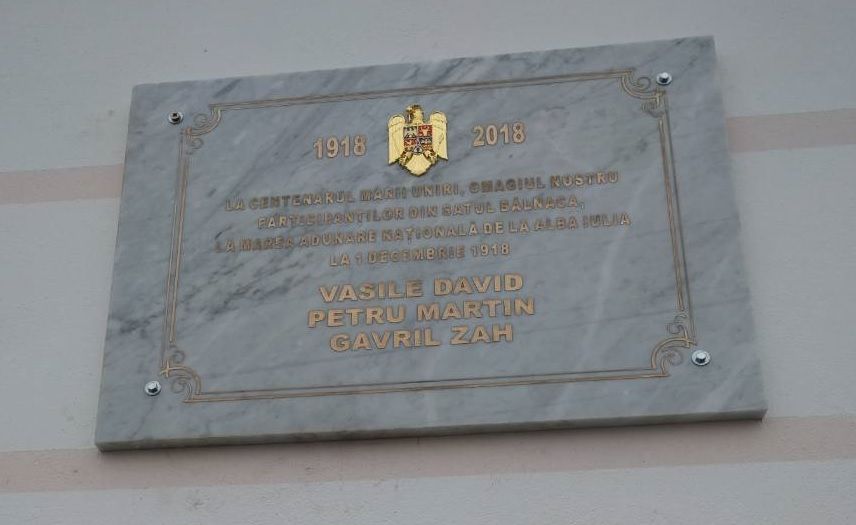 1918 2018
LA CENTENARUL MARII UNIRI, OMAGIUL NOSTRU
PARTICIPANȚILOR DIN SATUL BĂLNACA,
LA MAREA ADUNARE NAȚIONALĂ DE LA ALBA IULIA
LA 1 DECEMBRIE 1918
VASILE DAVID
PETRU MARTIN
GAVRIL ZAH